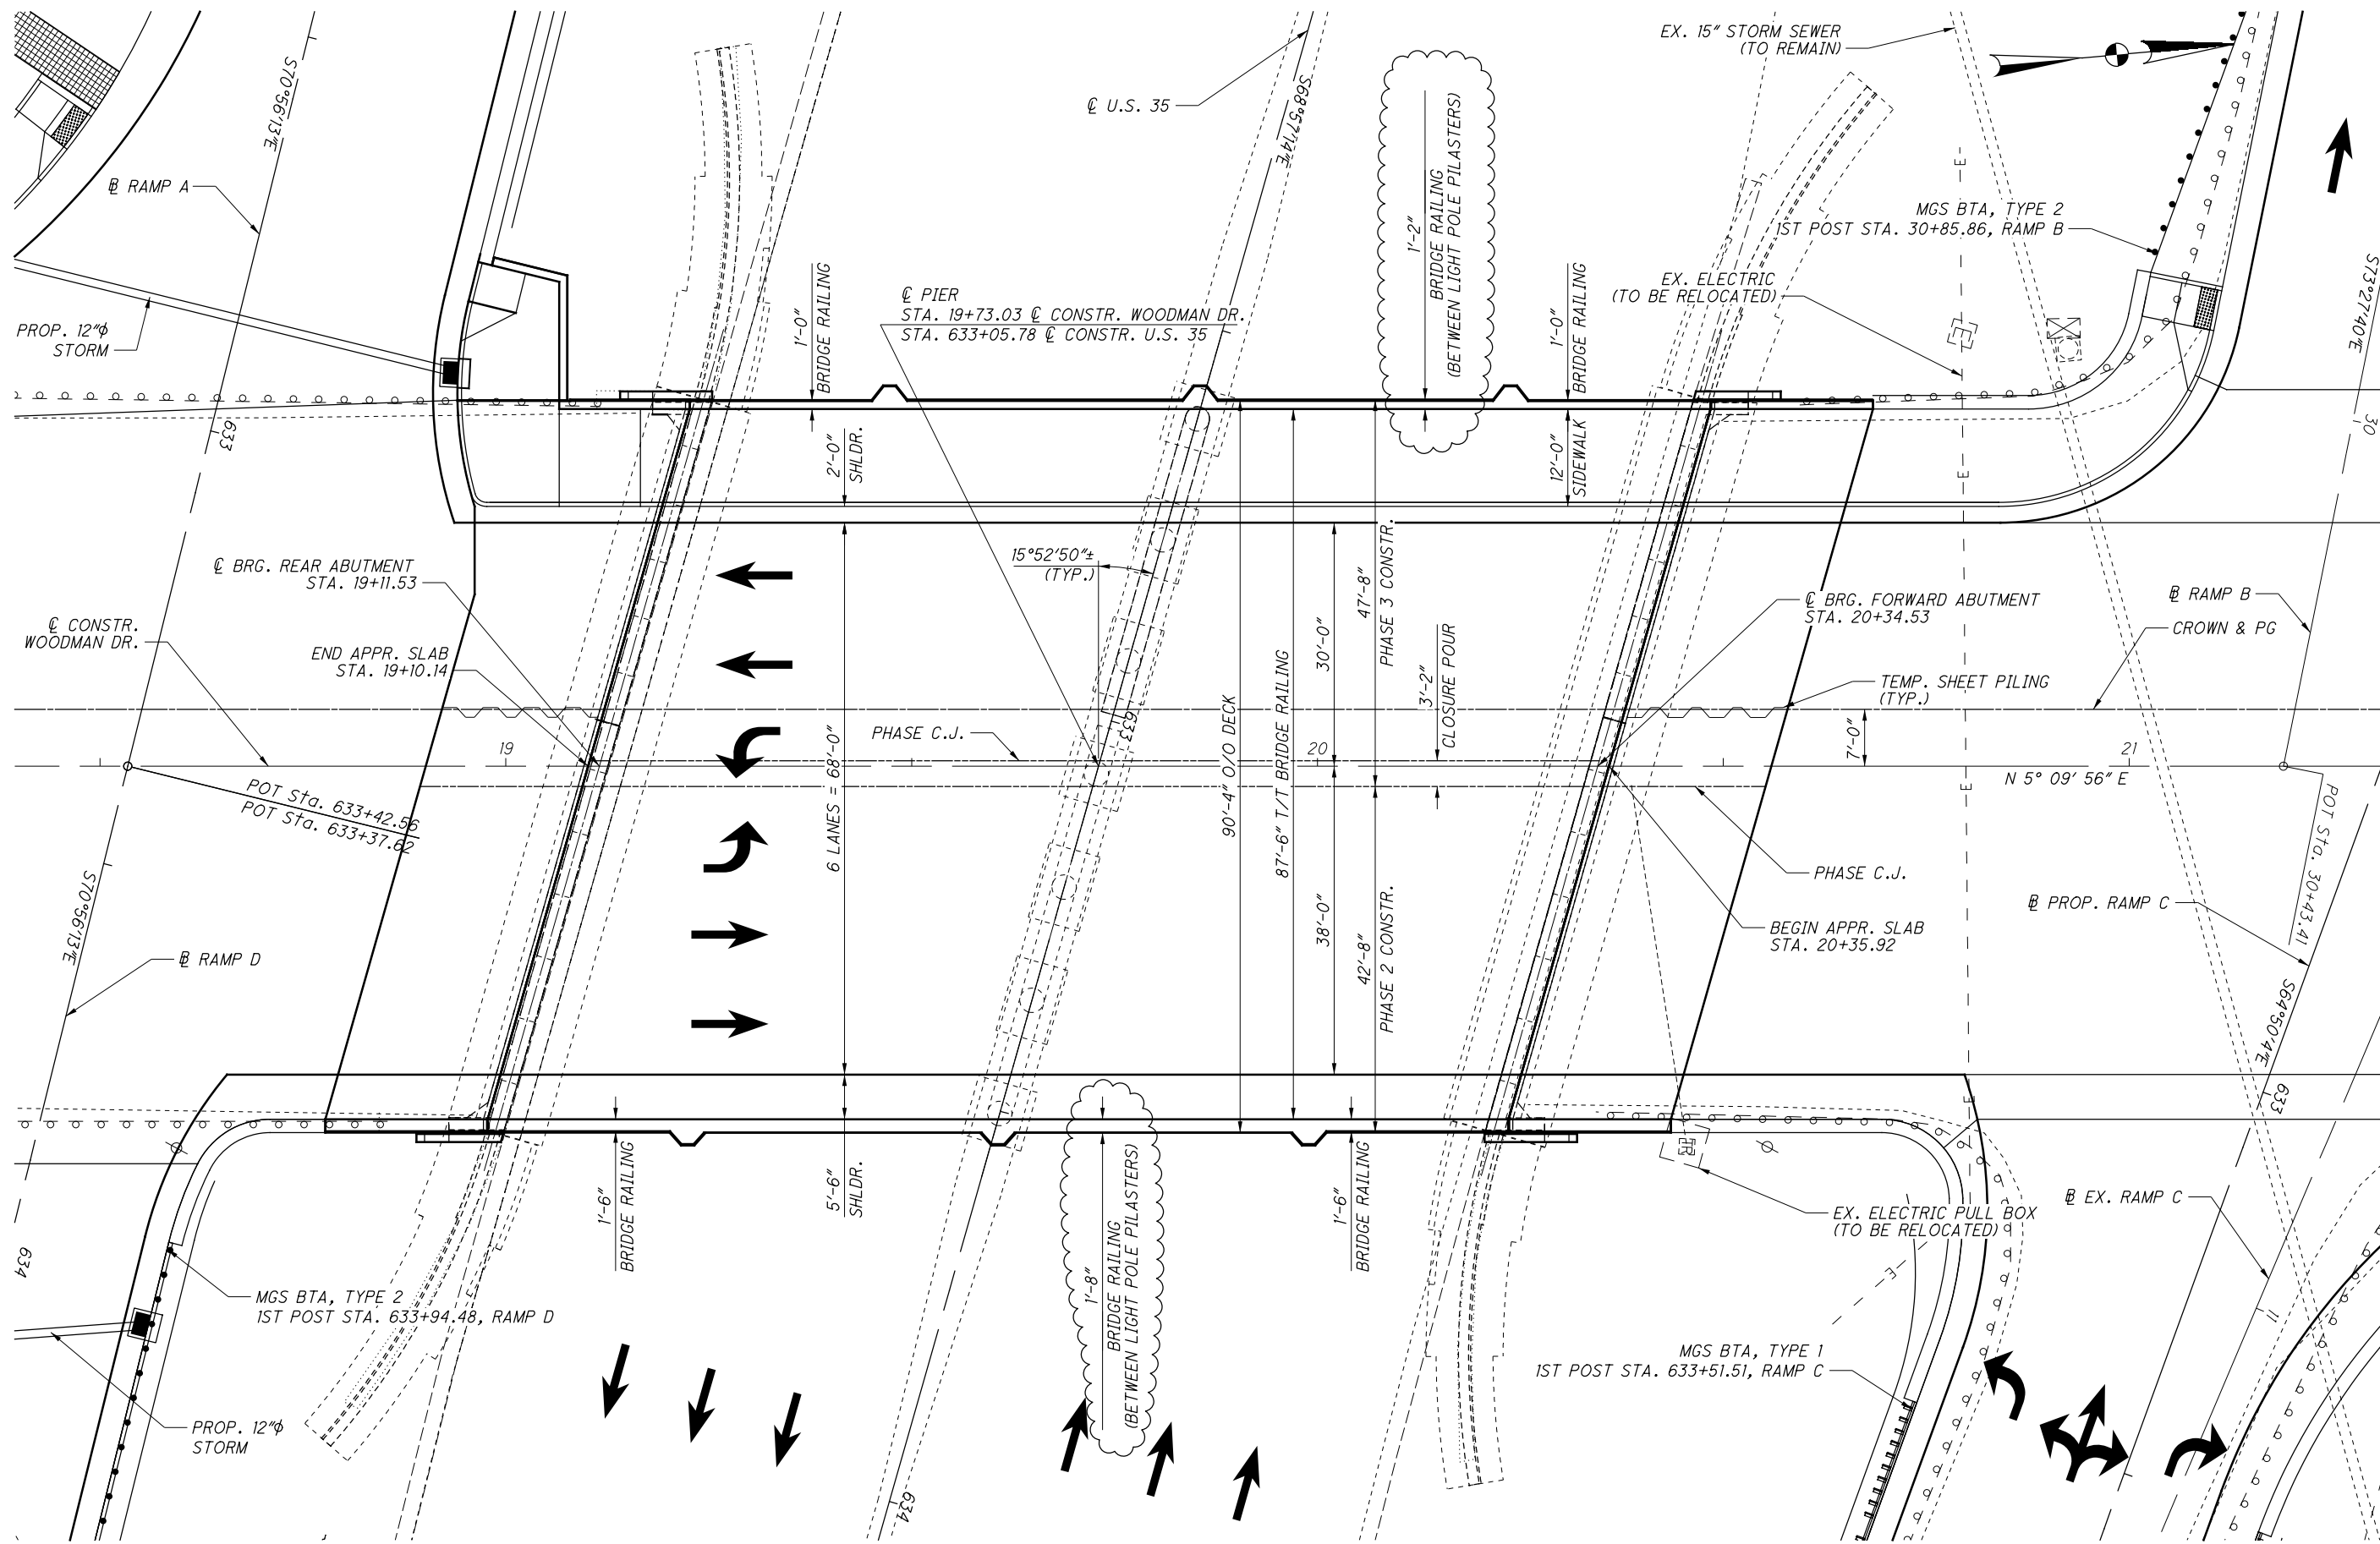 EX. 15" STORM SEWER
(TO REMAIN)
S70°56'13"E
℄ U.S. 35
S68°57'14"E
1'-2"
BRIDGE RAILING
(BETWEEN LIGHT POLE PILASTERS)
B̲L RAMP A
MGS BTA, TYPE 2
1ST POST STA. 30+85.86, RAMP B
EX. ELECTRIC
(TO BE RELOCATED)
S73°27'40"E
PROP. 12"ϕ
STORM
1'-0"
BRIDGE RAILING
℄ PIER
STA. 19+73.03 ℄ CONSTR. WOODMAN DR.
STA. 633+05.78 ℄ CONSTR. U.S. 35
1'-0"
BRIDGE RAILING
E
633
30
2'-0"
SHLDR.
12'-0"
SIDEWALK
E
15°52'50"±
(TYP.)
℄ BRG. REAR ABUTMENT
STA. 19+11.53
℄ CONSTR.
WOODMAN DR.
END APPR. SLAB
STA. 19+10.14
30'-0"
47'-8"
PHASE 3 CONSTR.
3'-2"
CLOSURE POUR
℄ BRG. FORWARD ABUTMENT
STA. 20+34.53
BL RAMP B
CROWN & PG
TEMP. SHEET PILING
(TYP.)
633
PHASE C.J.
19
20
21
7'-0"
N 5° 09' 56" E
POT Sta. 633+42.56
POT Sta. 633+37.62
6 LANES = 68'-0"
90'-4" O/O DECK
87'-6" T/T BRIDGE RAILING
E
POT Sta. 30+43.41
PHASE C.J.
BL PROP. RAMP C
S70°56'13"E
BL RAMP D
38'-0"
42'-8"
PHASE 2 CONSTR.
BEGIN APPR. SLAB
STA. 20+35.92
S64°50'4"E
633
E
1'-6"
BRIDGE RAILING
5'-6"
SHLDR.
1'-8"
BRIDGE RAILING
(BETWEEN LIGHT POLE PILASTERS)
1'-6"
BRIDGE RAILING
EX. ELECTRIC PULL BOX
(TO BE RELOCATED)
BL EX. RAMP C
634
E
11
MGS BTA, TYPE 2
1ST POST STA. 633+94.48, RAMP D
MGS BTA, TYPE 1
1ST POST STA. 633+51.51, RAMP C
PROP. 12"ϕ
STORM
634